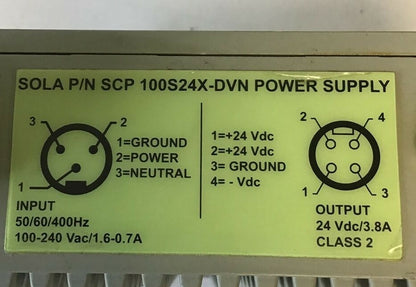 SOLA P/N SCP 100S24X-DVN POWER SUPPLY
3 2
1
1=GROUND
2=POWER
3=NEUTRAL
INPUT
50/60/400Hz
100-240 Vac/1.6-0.7A
1=+24 Vdc
2=+24 Vdc
3= GROUND
4= - Vdc
2 4
1 3
OUTPUT
24 Vdc/3.8A
CLASS 2